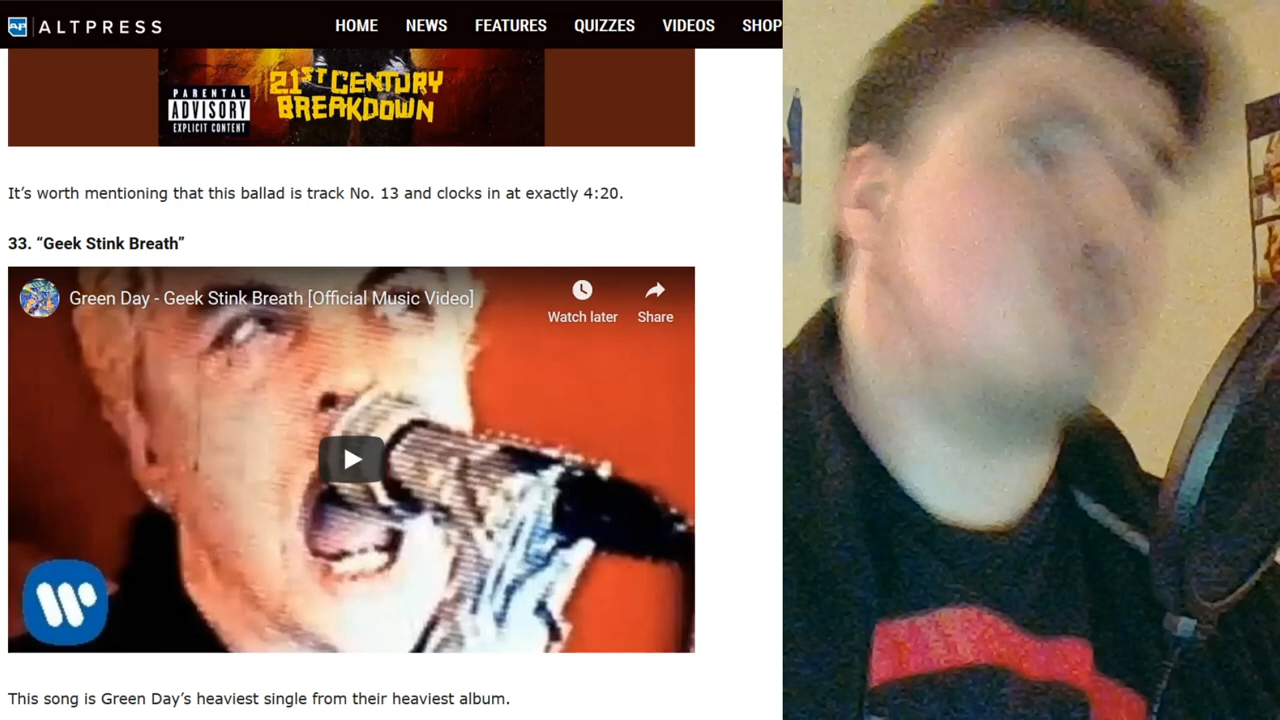 AP ALTPRESS HOME NEWS FEATURES QUIZZES VIDEOS SHOP
21ST CENTURY
BREAKDOWN
PARENTAL
ADVISORY
EXPLICIT CONTENT
It’s worth mentioning that this ballad is track No. 13 and clocks in at exactly 4:20.
33. “Geek Stink Breath”
Green Day - Geek Stink Breath [Official Music Video]
Watch later
Share
This song is Green Day’s heaviest single from their heaviest album.